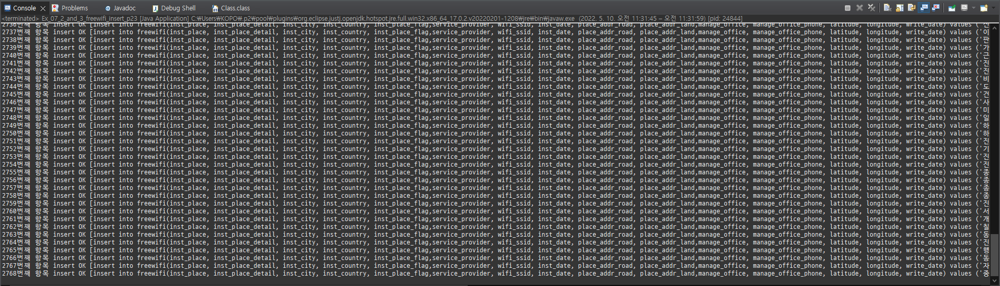 Console Problems Javadoc Debug Shell Class.class
<terminated> Ex_07_2_and_3_freewifi_insert_p23 [Java Application] C:₩Users₩KOPO₩.p2₩pool₩plugins₩org.eclipse.justj.openjdk.hotspot.jre.full.win32.x86_64_17.0.2.v20220201-1208₩jre₩bin₩javaw.exe (2022. 5. 10. 오전 11:31:45 – 오전 11:31:59) [pid: 24844]
2736번째 항목 insert OK [insert into freewifi(inst_place, inst_place_detail, inst_city, inst_country, inst_place_flag,service_provider, wifi_ssid, inst_date, place_addr_road, place_addr_land,manage_office, manage_office_phone, latitude, longitude, write_date) values ('
2737번째 항목 insert OK [insert into freewifi(inst_place, inst_place_detail, inst_city, inst_country, inst_place_flag,service_provider, wifi_ssid, inst_date, place_addr_road, place_addr_land,manage_office, manage_office_phone, latitude, longitude, write_date) values ('이
2738번째 항목 insert OK [insert into freewifi(inst_place, inst_place_detail, inst_city, inst_country, inst_place_flag,service_provider, wifi_ssid, inst_date, place_addr_road, place_addr_land,manage_office, manage_office_phone, latitude, longitude, write_date) values ('판
2739번째 항목 insert OK [insert into freewifi(inst_place, inst_place_detail, inst_city, inst_country, inst_place_flag,service_provider, wifi_ssid, inst_date, place_addr_road, place_addr_land,manage_office, manage_office_phone, latitude, longitude, write_date) values ('가
2740번째 항목 insert OK [insert into freewifi(inst_place, inst_place_detail, inst_city, inst_country, inst_place_flag,service_provider, wifi_ssid, inst_date, place_addr_road, place_addr_land,manage_office, manage_office_phone, latitude, longitude, write_date) values ('근
2741번째 항목 insert OK [insert into freewifi(inst_place, inst_place_detail, inst_city, inst_country, inst_place_flag,service_provider, wifi_ssid, inst_date, place_addr_road, place_addr_land,manage_office, manage_office_phone, latitude, longitude, write_date) values ('진
2742번째 항목 insert OK [insert into freewifi(inst_place, inst_place_detail, inst_city, inst_country, inst_place_flag,service_provider, wifi_ssid, inst_date, place_addr_road, place_addr_land,manage_office, manage_office_phone, latitude, longitude, write_date) values ('진
2743번째 항목 insert OK [insert into freewifi(inst_place, inst_place_detail, inst_city, inst_country, inst_place_flag,service_provider, wifi_ssid, inst_date, place_addr_road, place_addr_land,manage_office, manage_office_phone, latitude, longitude, write_date) values ('비
2744번째 항목 insert OK [insert into freewifi(inst_place, inst_place_detail, inst_city, inst_country, inst_place_flag,service_provider, wifi_ssid, inst_date, place_addr_road, place_addr_land,manage_office, manage_office_phone, latitude, longitude, write_date) values ('도
2745번째 항목 insert OK [insert into freewifi(inst_place, inst_place_detail, inst_city, inst_country, inst_place_flag,service_provider, wifi_ssid, inst_date, place_addr_road, place_addr_land,manage_office, manage_office_phone, latitude, longitude, write_date) values ('건
2746번째 항목 insert OK [insert into freewifi(inst_place, inst_place_detail, inst_city, inst_country, inst_place_flag,service_provider, wifi_ssid, inst_date, place_addr_road, place_addr_land,manage_office, manage_office_phone, latitude, longitude, write_date) values ('사
2747번째 항목 insert OK [insert into freewifi(inst_place, inst_place_detail, inst_city, inst_country, inst_place_flag,service_provider, wifi_ssid, inst_date, place_addr_road, place_addr_land,manage_office, manage_office_phone, latitude, longitude, write_date) values ('미
2748번째 항목 insert OK [insert into freewifi(inst_place, inst_place_detail, inst_city, inst_country, inst_place_flag,service_provider, wifi_ssid, inst_date, place_addr_road, place_addr_land,manage_office, manage_office_phone, latitude, longitude, write_date) values ('일
2749번째 항목 insert OK [insert into freewifi(inst_place, inst_place_detail, inst_city, inst_country, inst_place_flag,service_provider, wifi_ssid, inst_date, place_addr_road, place_addr_land,manage_office, manage_office_phone, latitude, longitude, write_date) values ('하
2750번째 항목 insert OK [insert into freewifi(inst_place, inst_place_detail, inst_city, inst_country, inst_place_flag,service_provider, wifi_ssid, inst_date, place_addr_road, place_addr_land,manage_office, manage_office_phone, latitude, longitude, write_date) values ('하
2751번째 항목 insert OK [insert into freewifi(inst_place, inst_place_detail, inst_city, inst_country, inst_place_flag,service_provider, wifi_ssid, inst_date, place_addr_road, place_addr_land,manage_office, manage_office_phone, latitude, longitude, write_date) values ('진
2752번째 항목 insert OK [insert into freewifi(inst_place, inst_place_detail, inst_city, inst_country, inst_place_flag,service_provider, wifi_ssid, inst_date, place_addr_road, place_addr_land,manage_office, manage_office_phone, latitude, longitude, write_date) values ('기
2753번째 항목 insert OK [insert into freewifi(inst_place, inst_place_detail, inst_city, inst_country, inst_place_flag,service_provider, wifi_ssid, inst_date, place_addr_road, place_addr_land,manage_office, manage_office_phone, latitude, longitude, write_date) values ('진
2754번째 항목 insert OK [insert into freewifi(inst_place, inst_place_detail, inst_city, inst_country, inst_place_flag,service_provider, wifi_ssid, inst_date, place_addr_road, place_addr_land,manage_office, manage_office_phone, latitude, longitude, write_date) values ('진
2755번째 항목 insert OK [insert into freewifi(inst_place, inst_place_detail, inst_city, inst_country, inst_place_flag,service_provider, wifi_ssid, inst_date, place_addr_road, place_addr_land,manage_office, manage_office_phone, latitude, longitude, write_date) values ('종
2756번째 항목 insert OK [insert into freewifi(inst_place, inst_place_detail, inst_city, inst_country, inst_place_flag,service_provider, wifi_ssid, inst_date, place_addr_road, place_addr_land,manage_office, manage_office_phone, latitude, longitude, write_date) values ('종
2757번째 항목 insert OK [insert into freewifi(inst_place, inst_place_detail, inst_city, inst_country, inst_place_flag,service_provider, wifi_ssid, inst_date, place_addr_road, place_addr_land,manage_office, manage_office_phone, latitude, longitude, write_date) values ('종
2758번째 항목 insert OK [insert into freewifi(inst_place, inst_place_detail, inst_city, inst_country, inst_place_flag,service_provider, wifi_ssid, inst_date, place_addr_road, place_addr_land,manage_office, manage_office_phone, latitude, longitude, write_date) values ('종
2759번째 항목 insert OK [insert into freewifi(inst_place, inst_place_detail, inst_city, inst_country, inst_place_flag,service_provider, wifi_ssid, inst_date, place_addr_road, place_addr_land,manage_office, manage_office_phone, latitude, longitude, write_date) values ('진
2760번째 항목 insert OK [insert into freewifi(inst_place, inst_place_detail, inst_city, inst_country, inst_place_flag,service_provider, wifi_ssid, inst_date, place_addr_road, place_addr_land,manage_office, manage_office_phone, latitude, longitude, write_date) values ('서
2761번째 항목 insert OK [insert into freewifi(inst_place, inst_place_detail, inst_city, inst_country, inst_place_flag,service_provider, wifi_ssid, inst_date, place_addr_road, place_addr_land,manage_office, manage_office_phone, latitude, longitude, write_date) values ('개
2762번째 항목 insert OK [insert into freewifi(inst_place, inst_place_detail, inst_city, inst_country, inst_place_flag,service_provider, wifi_ssid, inst_date, place_addr_road, place_addr_land,manage_office, manage_office_phone, latitude, longitude, write_date) values ('칠
2763번째 항목 insert OK [insert into freewifi(inst_place, inst_place_detail, inst_city, inst_country, inst_place_flag,service_provider, wifi_ssid, inst_date, place_addr_road, place_addr_land,manage_office, manage_office_phone, latitude, longitude, write_date) values ('동
2764번째 항목 insert OK [insert into freewifi(inst_place, inst_place_detail, inst_city, inst_country, inst_place_flag,service_provider, wifi_ssid, inst_date, place_addr_road, place_addr_land,manage_office, manage_office_phone, latitude, longitude, write_date) values ('진
2765번째 항목 insert OK [insert into freewifi(inst_place, inst_place_detail, inst_city, inst_country, inst_place_flag,service_provider, wifi_ssid, inst_date, place_addr_road, place_addr_land,manage_office, manage_office_phone, latitude, longitude, write_date) values ('행
2766번째 항목 insert OK [insert into freewifi(inst_place, inst_place_detail, inst_city, inst_country, inst_place_flag,service_provider, wifi_ssid, inst_date, place_addr_road, place_addr_land,manage_office, manage_office_phone, latitude, longitude, write_date) values ('동
2767번째 항목 insert OK [insert into freewifi(inst_place, inst_place_detail, inst_city, inst_country, inst_place_flag,service_provider, wifi_ssid, inst_date, place_addr_road, place_addr_land,manage_office, manage_office_phone, latitude, longitude, write_date) values ('자
2768번째 항목 insert OK [insert into freewifi(inst_place, inst_place_detail, inst_city, inst_country, inst_place_flag,service_provider, wifi_ssid, inst_date, place_addr_road, place_addr_land,manage_office, manage_office_phone, latitude, longitude, write_date) values ('중